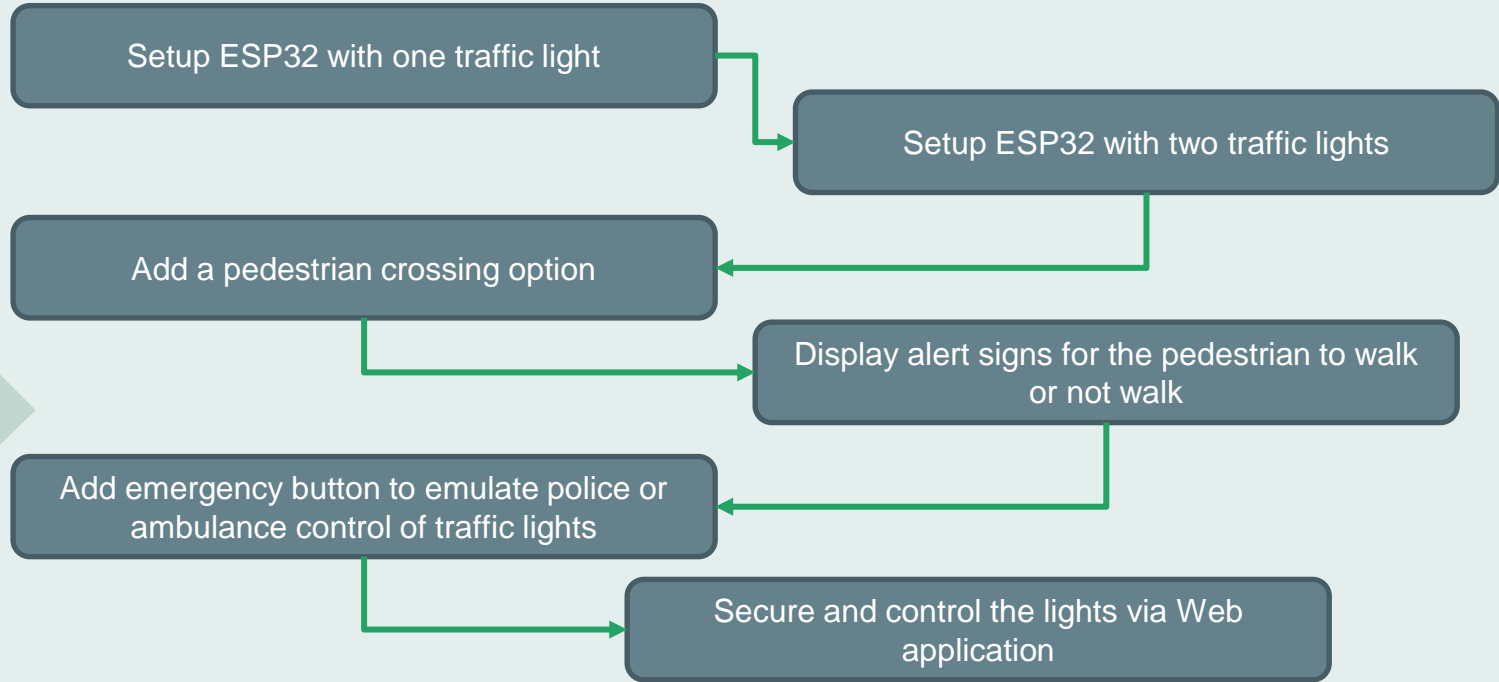 Setup ESP32 with one traffic light
Setup ESP32 with two traffic lights
Add a pedestrian crossing option
Display alert signs for the pedestrian to walk
or not walk
Add emergency button to emulate police or
ambulance control of traffic lights
Secure and control the lights via Web
application